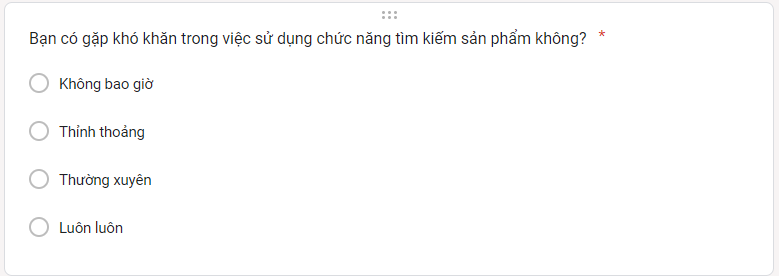 Bạn có gặp khó khăn trong việc sử dụng chức năng tìm kiếm sản phẩm không? *
Không bao giờ
Thỉnh thoảng
Thường xuyên
Luôn luôn